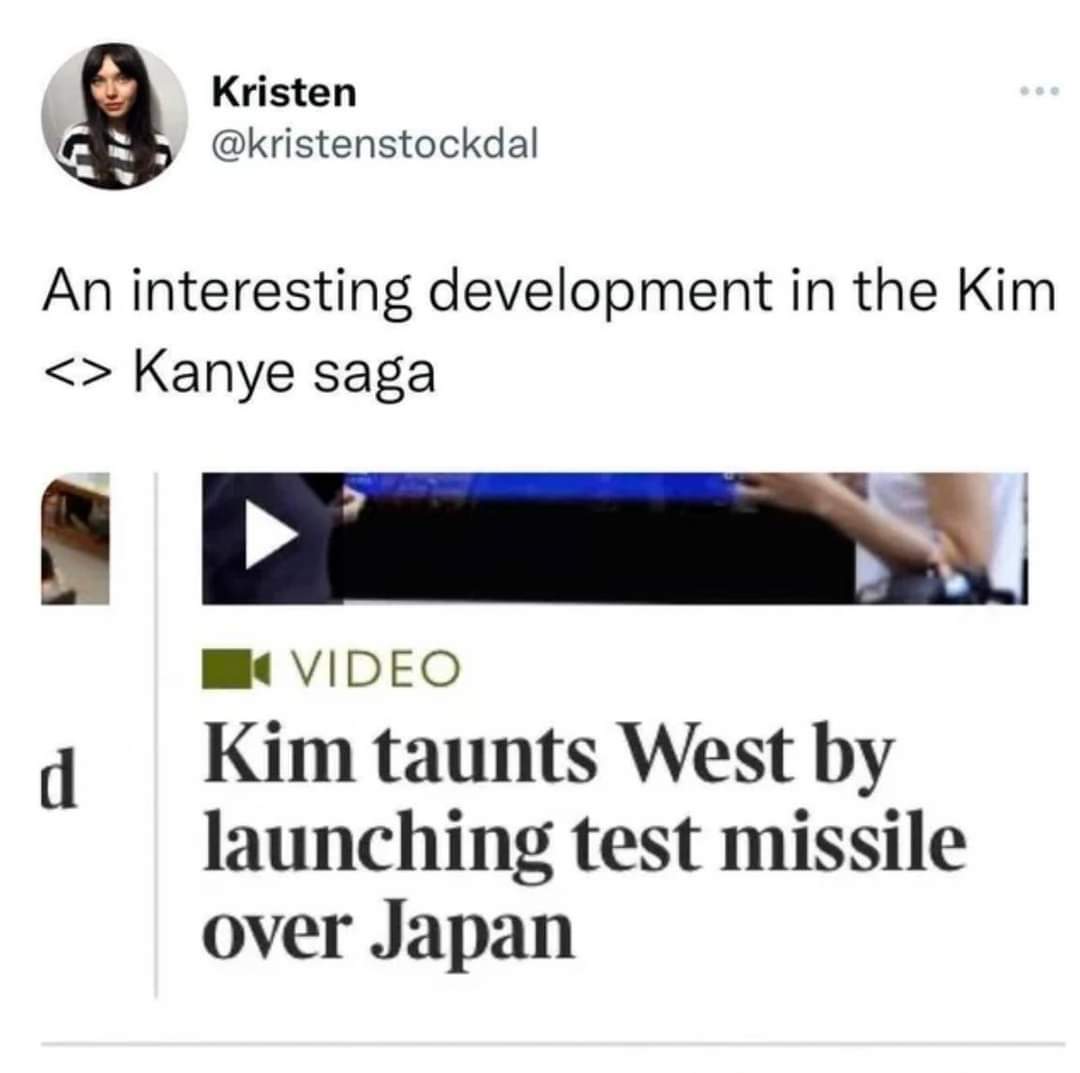 Kristen
@kristenstockdal
An interesting development in the Kim
<> Kanye saga
VIDEO
d
Kim taunts West by
launching test missile
over Japan